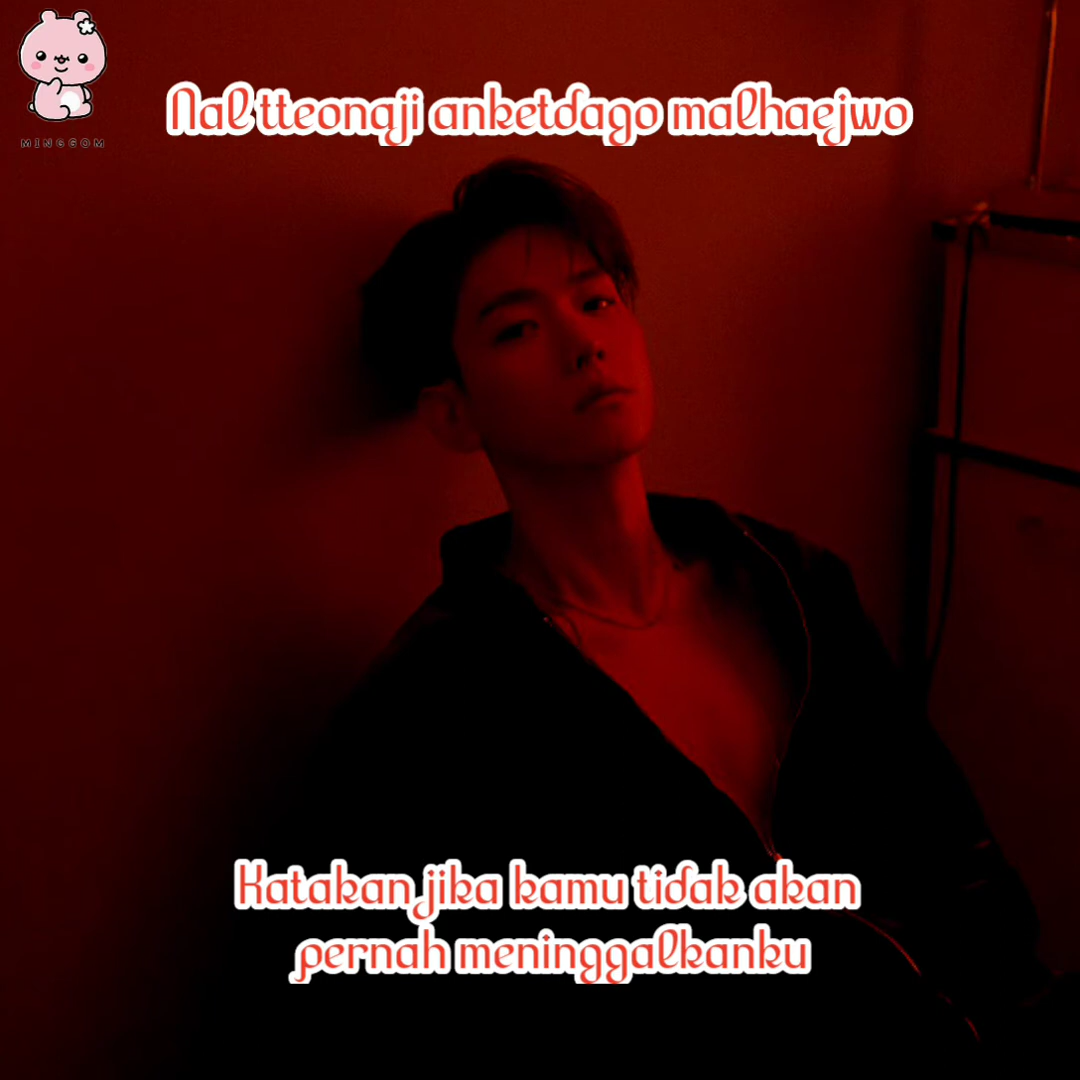 MINGGOM
Nal tteonaji anketdago malhaejwo
Katakan jika kamu tidak akan
pernah meninggalkanku